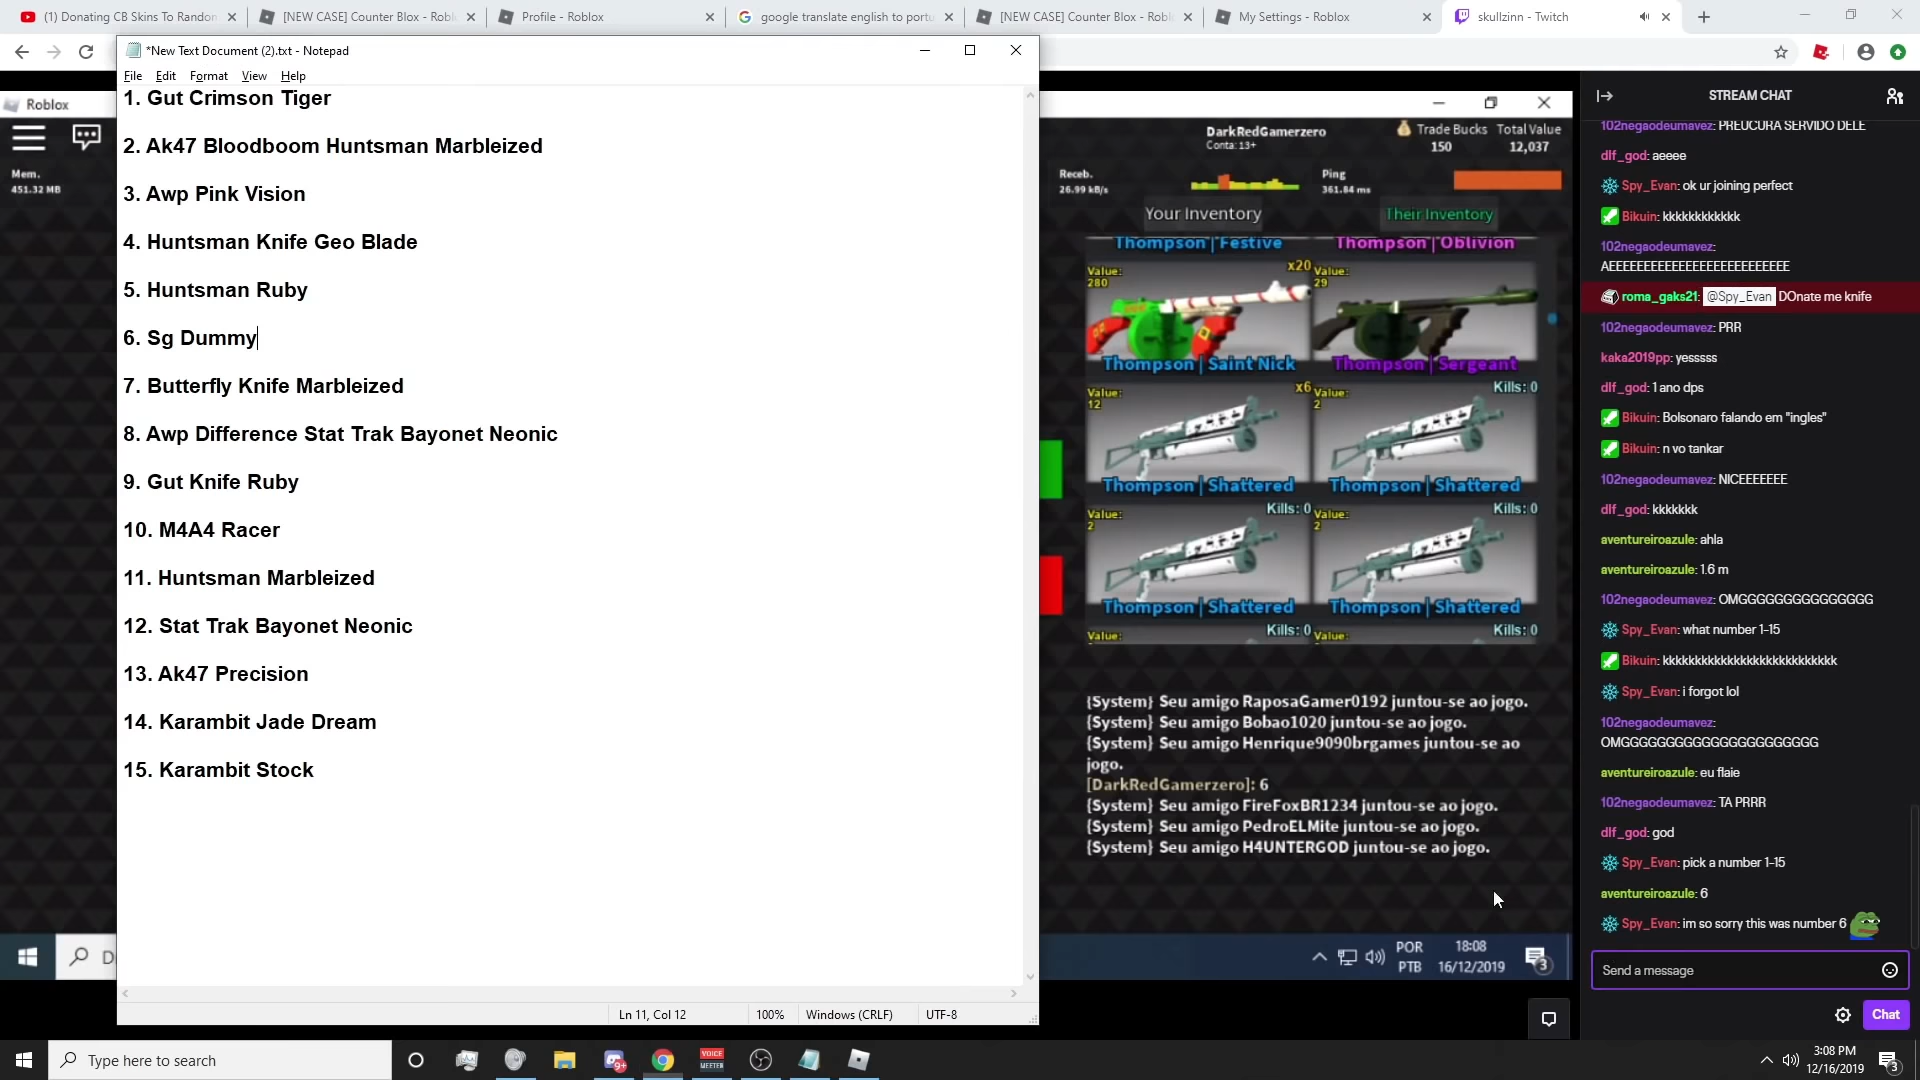 (1) Donating CB Skins To Random
[NEW CASE] Counter Blox - Robl
Profile - Roblox
google translate english to portu
[NEW CASE] Counter Blox - Robl
My Settings - Roblox
skullzinn - Twitch
*New Text Document (2).txt - Notepad
File Edit Format View Help
1. Gut Crimson Tiger
2. Ak47 Bloodboom Huntsman Marbleized
3. Awp Pink Vision
4. Huntsman Knife Geo Blade
5. Huntsman Ruby
6. Sg Dummy
7. Butterfly Knife Marbleized
8. Awp Difference Stat Trak Bayonet Neonic
9. Gut Knife Ruby
10. M4A4 Racer
11. Huntsman Marbleized
12. Stat Trak Bayonet Neonic
13. Ak47 Precision
14. Karambit Jade Dream
15. Karambit Stock
Ln 11, Col 12
100%
Windows (CRLF)
UTF-8
Roblox
Mem.
451.32 MB
D
DarkRedGamerzero
Conta: 13+
Trade Bucks Total Value
150 12,037
Receb.
26.99 kB/s
Ping
361.84 ms
Your Inventory
Their Inventory
Thompson | Festive
Thompson | Oblivion
Value:
280
x20
Thompson | Saint Nick
Value:
29
Thompson | Sergeant
Value:
12
x6
Thompson | Shattered
Value:
2
Kills: 0
Thompson | Shattered
Value:
2
Kills: 0
Thompson | Shattered
Value:
2
Kills: 0
Thompson | Shattered
Value:
Kills: 0
Value:
Kills: 0
{System} Seu amigo RaposaGamer0192 juntou-se ao jogo.
{System} Seu amigo Bobao1020 juntou-se ao jogo.
{System} Seu amigo Henrique9090brgames juntou-se ao
jogo.
[DarkRedGamerzero]: 6
{System} Seu amigo FireFoxBR1234 juntou-se ao jogo.
{System} Seu amigo PedroELMite juntou-se ao jogo.
{System} Seu amigo H4UNTERGOD juntou-se ao jogo.
POR
PTB
18:08
16/12/2019
3
STREAM CHAT
102negaodeumavez: PREUCURA SERVIDO DELE
dlf_god: aeeee
Spy_Evan: ok ur joining perfect
Bikuin: kkkkkkkkkkkk
102negaodeumavez:
AEEEEEEEEEEEEEEEEEEEEEEEEEE
roma_gaks21: @Spy_Evan DOnate me knife
102negaodeumavez: PRR
kaka2019pp: yesssss
dlf_god: 1 ano dps
Bikuin: Bolsonaro falando em "ingles"
Bikuin: n vo tankar
102negaodeumavez: NICEEEEEEE
dlf_god: kkkkkkk
aventureiroazule: ahla
aventureiroazule: 1.6 m
102negaodeumavez: OMGGGGGGGGGGGGGGG
Spy_Evan: what number 1-15
Bikuin: kkkkkkkkkkkkkkkkkkkkkkkkkkk
Spy_Evan: i forgot lol
102negaodeumavez:
OMGGGGGGGGGGGGGGGGGGGGGG
aventureiroazule: eu flaie
102negaodeumavez: TA PRRR
dlf_god: god
Spy_Evan: pick a number 1-15
aventureiroazule: 6
Spy_Evan: im so sorry this was number 6
Send a message
Chat
Type here to search
9+
VOICE
MEETER
3:08 PM
12/16/2019
3